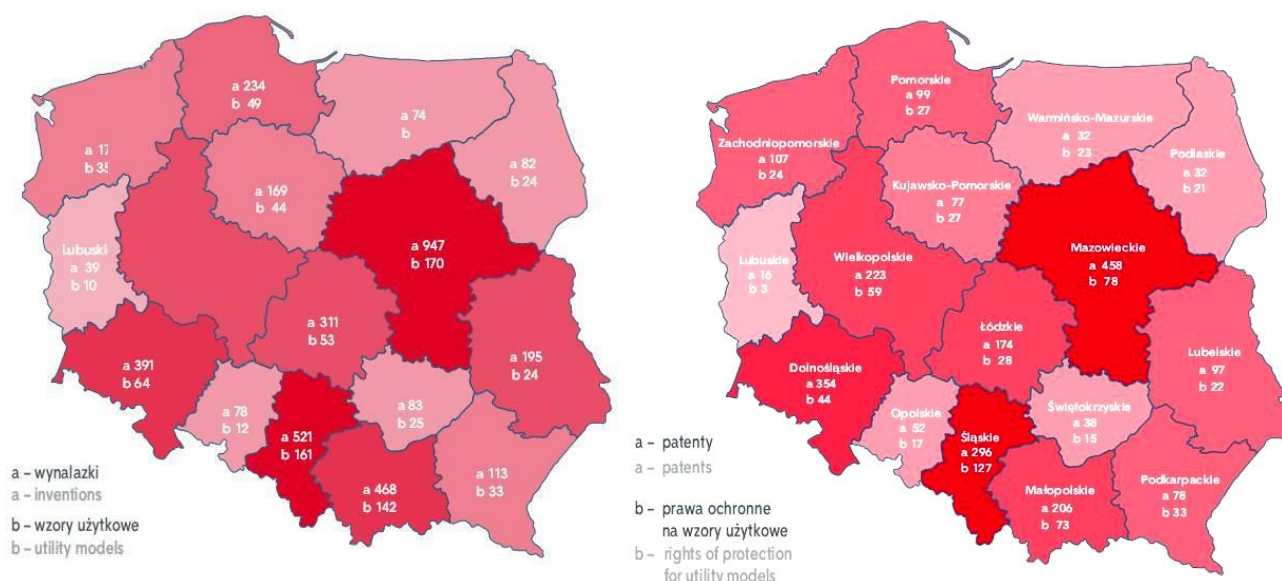 a 234
b 49
a 74
b
a 17
b 35
a 82
b 24
a 169
b 44
Lubuski
a 39
b 10
a 947
b 170
a 311
b 53
a 391
b 64
a 195
b 24
a 78
b 12
a 83
b 25
a 521
b 161
a 468
b 142
a 113
b 33
a – wynalazki
a – inventions
b – wzory użytkowe
b – utility models
Pomorskie
a 99
b 27
Warmińsko-Mazurskie
a 32
b 23
Zachodniopomorskie
a 107
b 24
Podlaskie
a 32
b 21
Kujawsko-Pomorskie
a 77
b 27
Mazowieckie
a 458
b 78
Lubuskie
a 16
b 3
Wielkopolskie
a 223
b 59
Łódzkie
a 174
b 28
Lubelskie
a 97
b 22
Dolnośląskie
a 354
b 44
Opolskie
a 52
b 17
Świętokrzyskie
a 38
b 15
Śląskie
a 296
b 127
Małopolskie
a 206
b 73
Podkarpackie
a 78
b 33
a – patenty
a – patents
b – prawa ochronne
na wzory użytkowe
b – rights of protection
for utility models